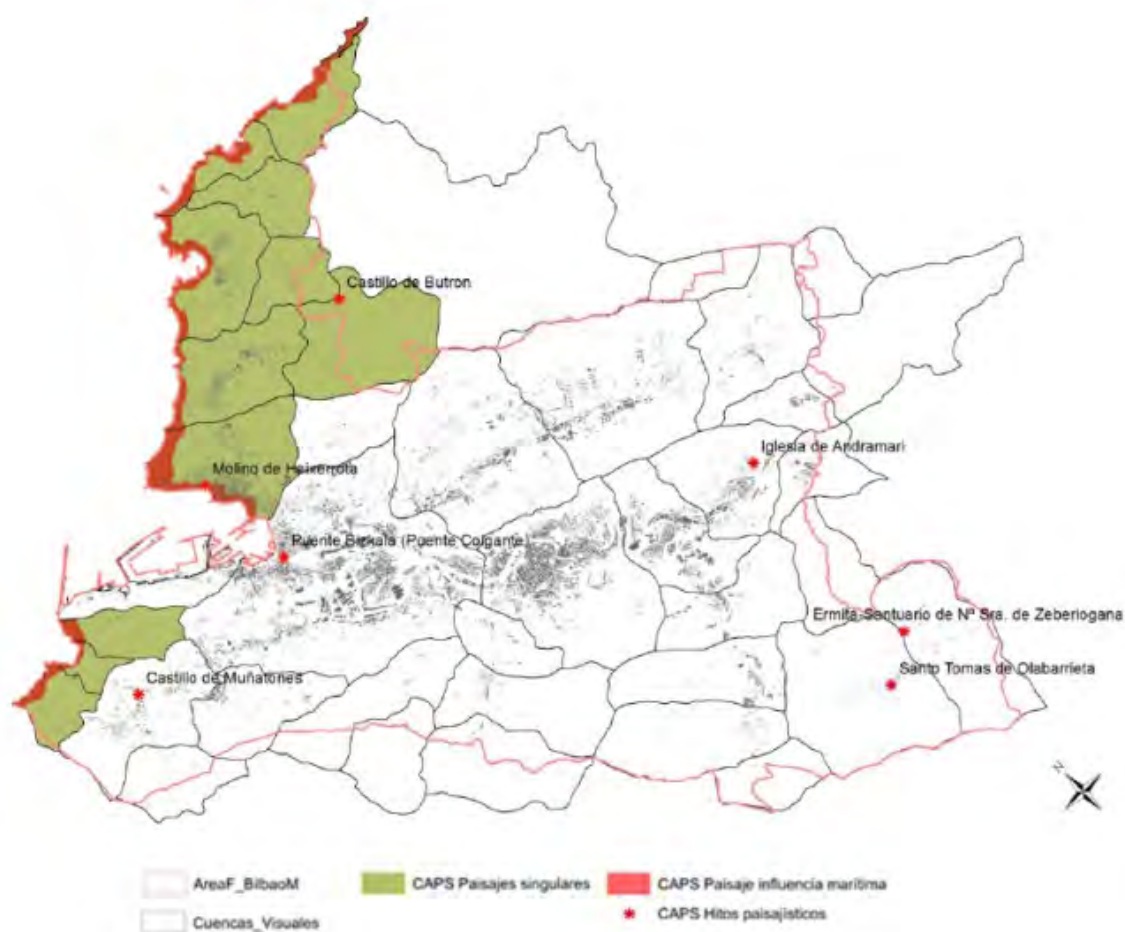 Castillo de Butron
Iglesia de Andramari
Molino de Haixerrota
Puente Bizkaia (Puente Colgante)
Ermita-Santuario de Nª Sra. de Zeberiogana
Santo Tomas de Olabarrieta
Castillo de Muñatones
N
AreaF_BilbaoM
CAPS Paisajes singulares
CAPS Paisaje influencia marítima
Cuencas_Visuales
CAPS Hitos paisajísticos